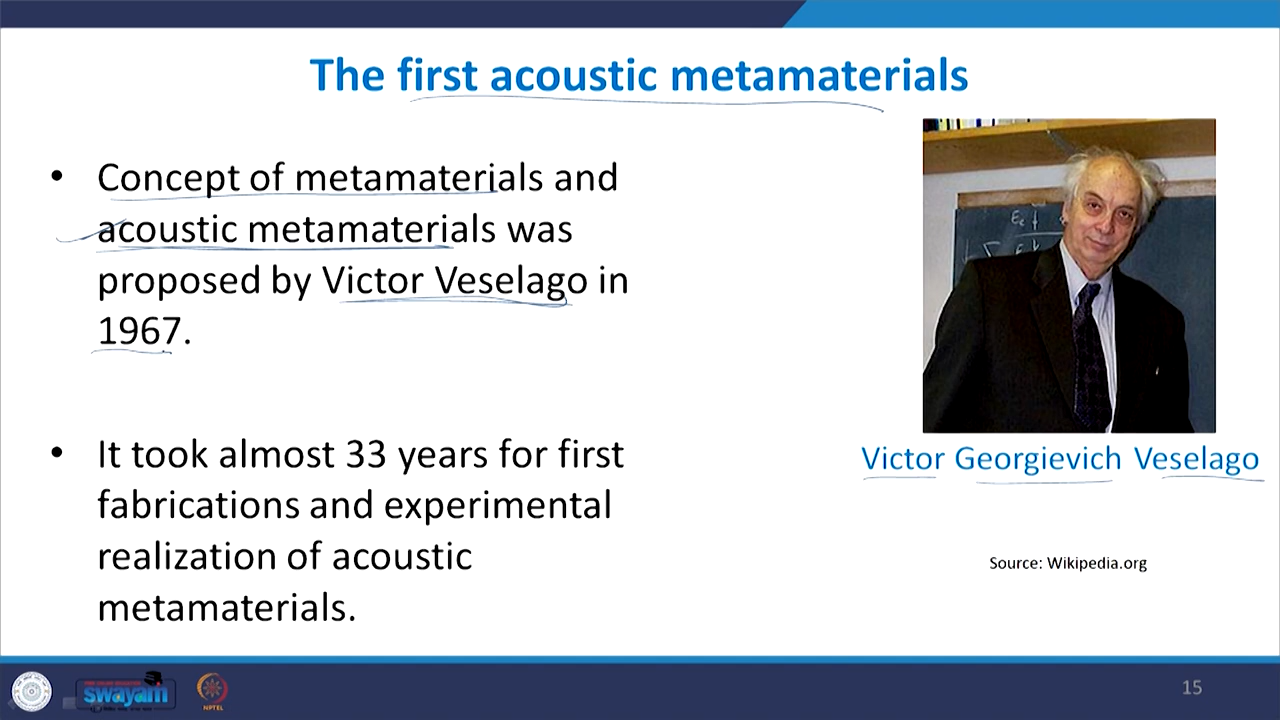 The first acoustic metamaterials
• Concept of metamaterials and
acoustic metamaterials was
proposed by Victor Veselago in
1967.
• It took almost 33 years for first
fabrications and experimental
realization of acoustic
metamaterials.
Victor Georgievich Veselago
Source: Wikipedia.org
swayam
NPTEL
15